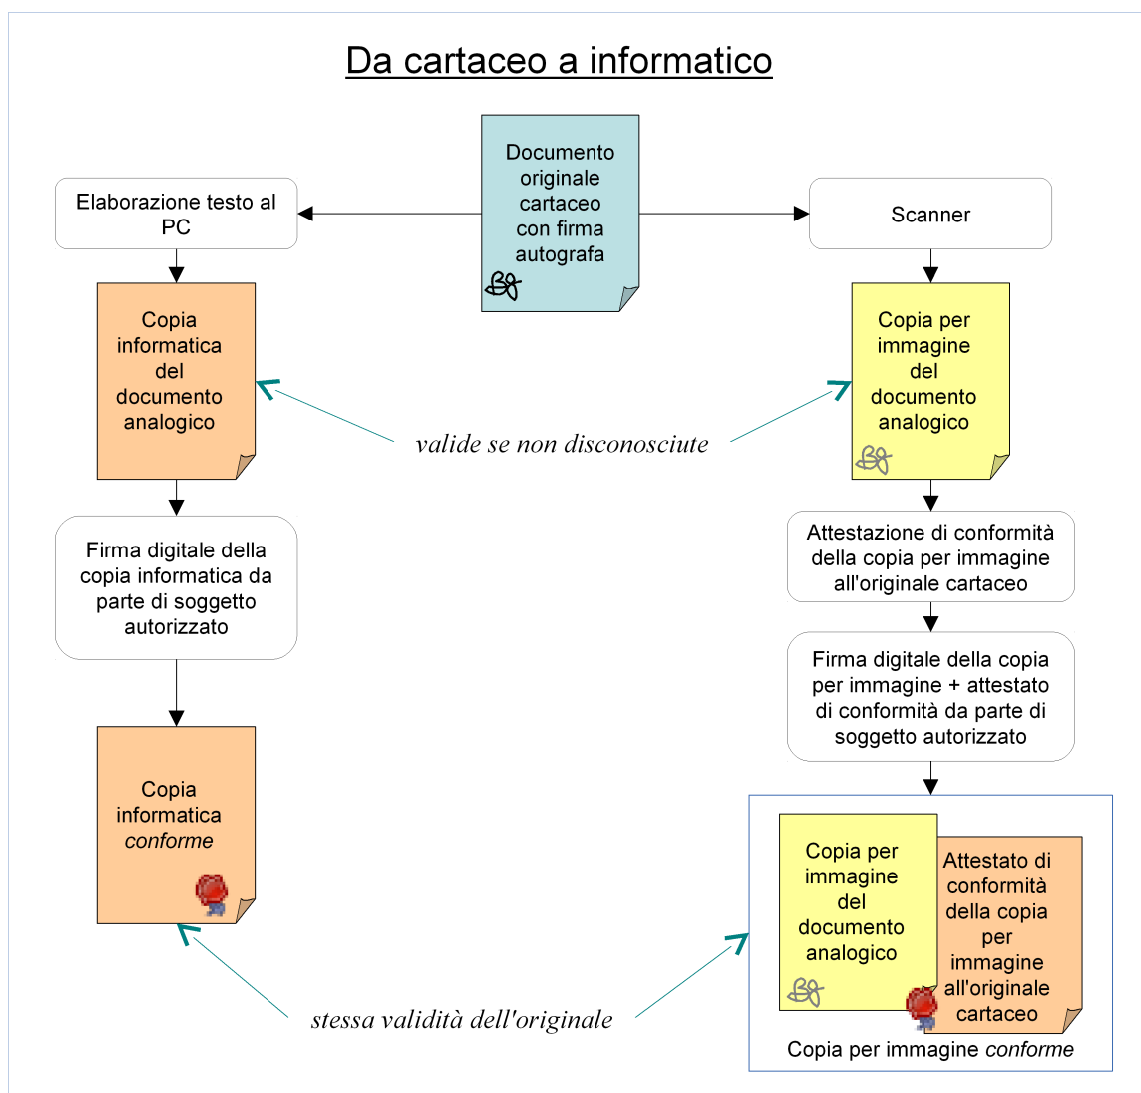 Da cartaceo a informatico
Documento
originale
cartaceo
con firma
autografa
Elaborazione testo al
PC
Scanner
Copia
informatica
del
documento
analogico
Copia per
immagine
del
documento
analogico
valide se non disconosciute
Firma digitale della
copia informatica da
parte di soggetto
autorizzato
Attestazione di conformità
della copia per immagine
all'originale cartaceo
Firma digitale della copia
per immagine + attestato
di conformità da parte di
soggetto autorizzato
Copia
informatica
conforme
Copia per
immagine
del
documento
analogico
Attestato di
conformità
della copia
per
immagine
all'originale
cartaceo
Copia per immagine conforme
stessa validità dell'originale